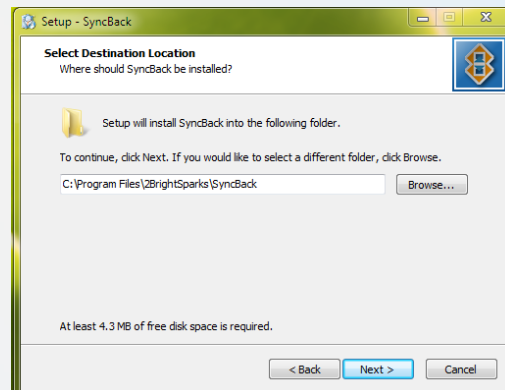 Setup - SyncBack
Select Destination Location
Where should SyncBack be installed?
Setup will install SyncBack into the following folder.
To continue, click Next. If you would like to select a different folder, click Browse.
C:\Program Files\2BrightSparks\SyncBack
Browse...
At least 4.3 MB of free disk space is required.
< Back
Next >
Cancel